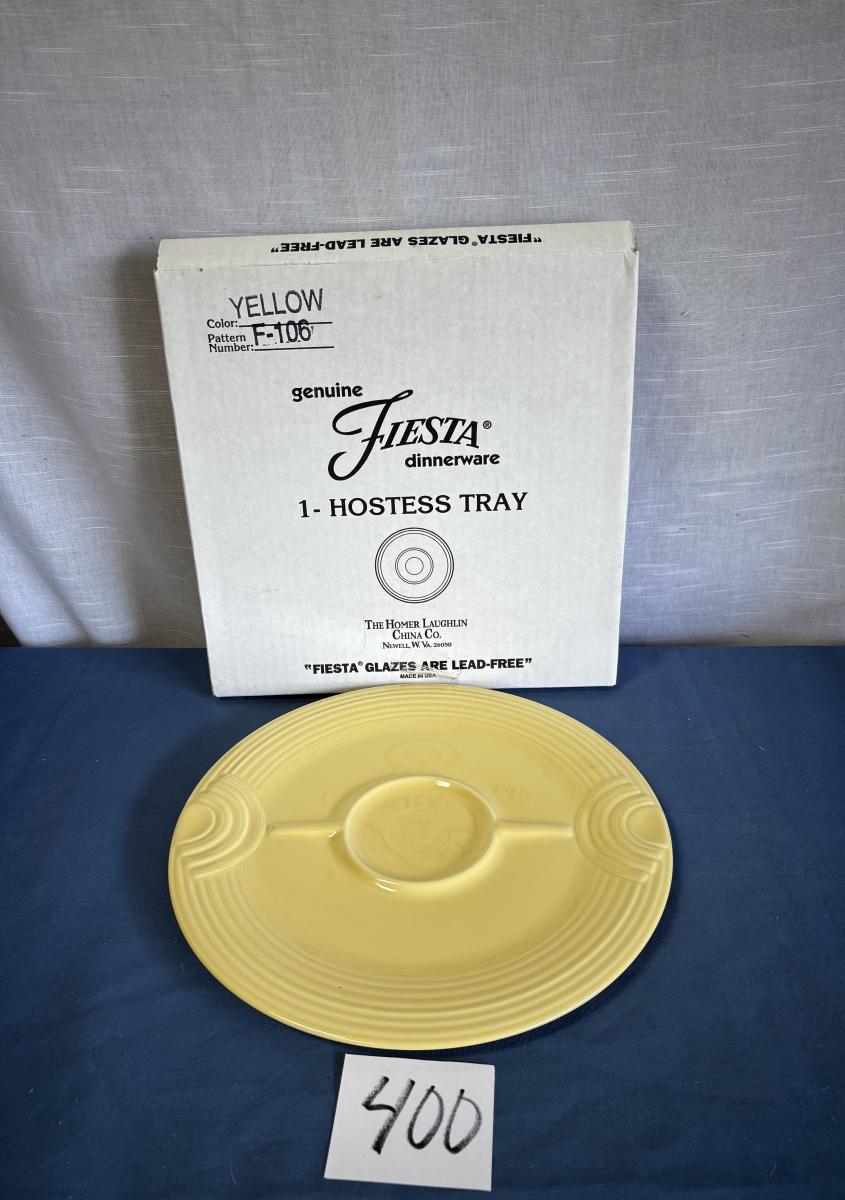 "FIESTA® GLAZES ARE LEAD-FREE"
YELLOW
Color:
Pattern F-106
Number:
genuine
FIESTA®
dinnerware
1- HOSTESS TRAY
THE HOMER LAUGHLIN
CHINA CO.
NEWELL, W. VA. 26050
"FIESTA® GLAZES ARE LEAD-FREE"
MADE IN USA
400